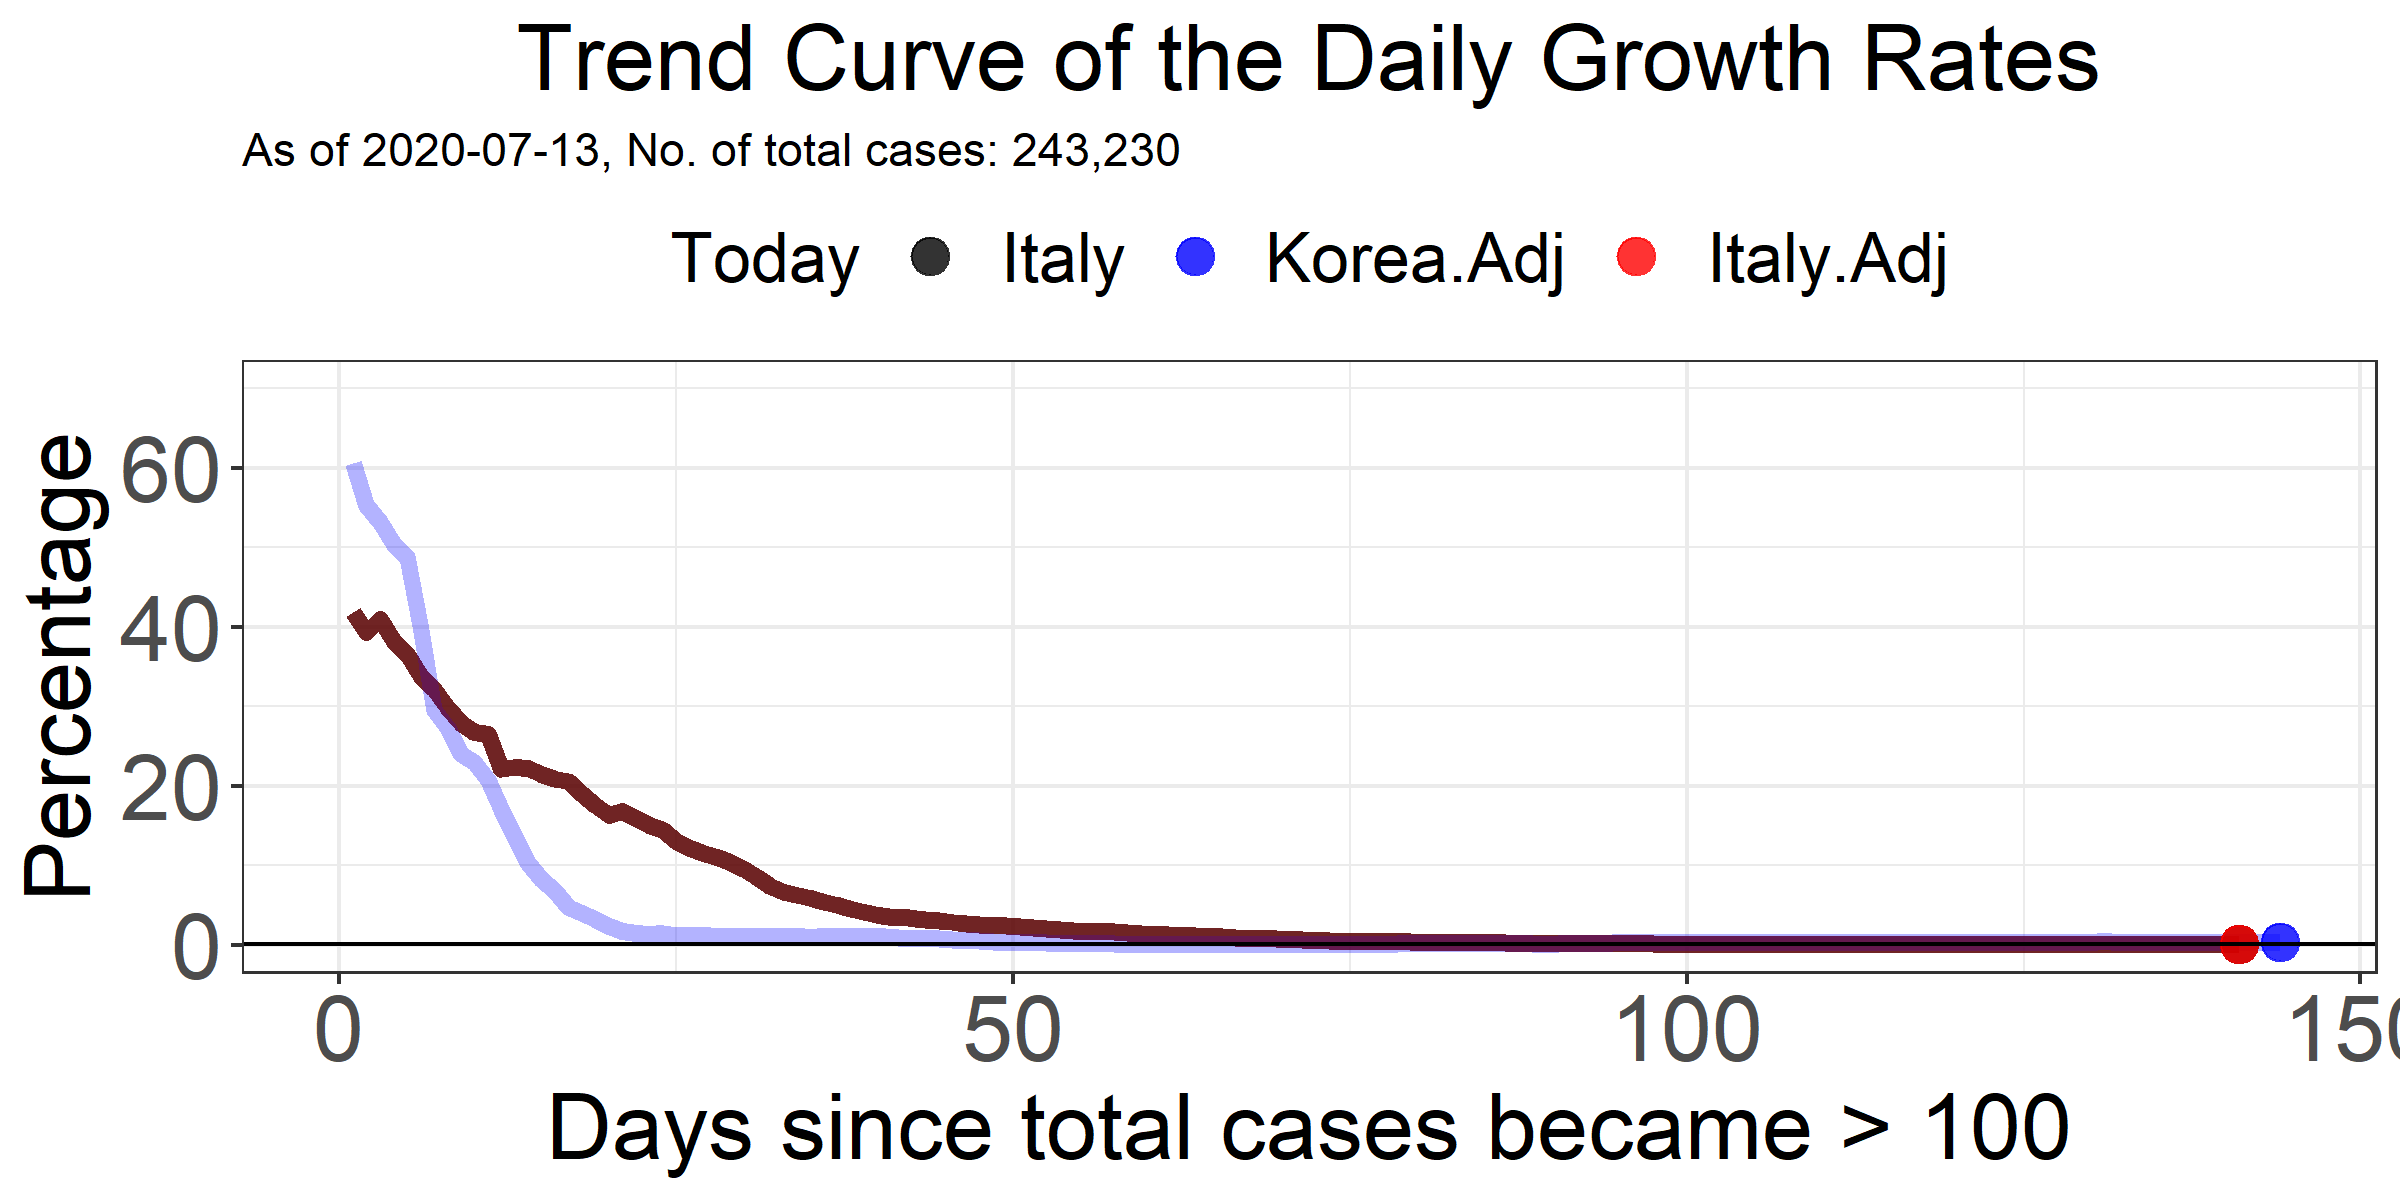 Trend Curve of the Daily Growth Rates
As of 2020-07-13, No. of total cases: 243,230
Today Italy Korea.Adj Italy.Adj
Percentage
60
40
20
0
0 50 100 150
Days since total cases became > 100